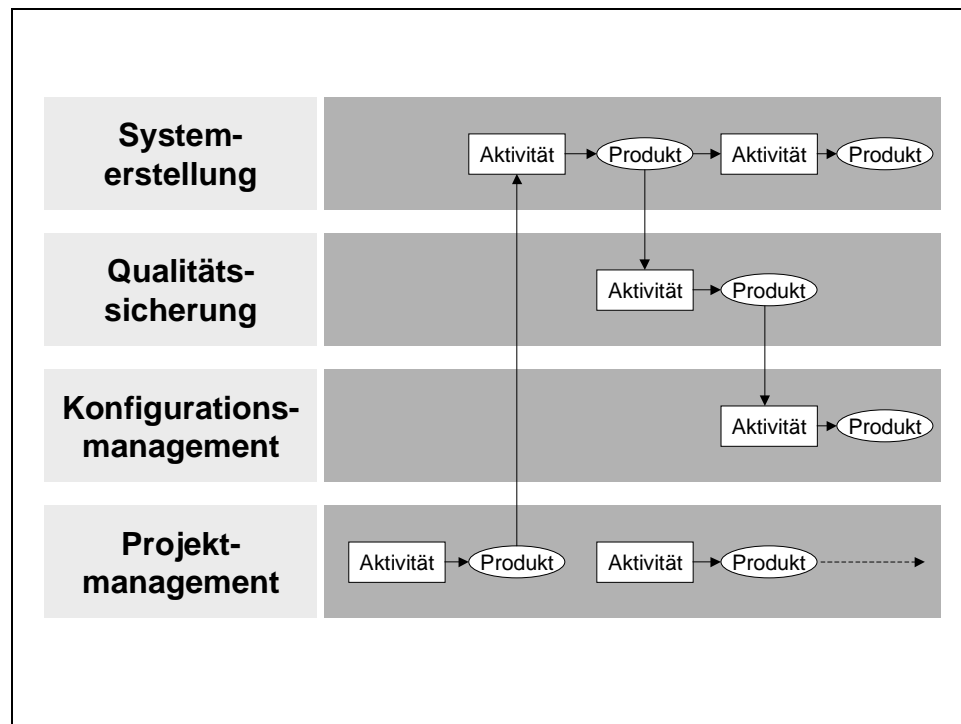 System-
erstellung
Aktivität Produkt Aktivität Produkt
Qualitäts-
sicherung
Aktivität Produkt
Konfigurations-
management
Aktivität Produkt
Projekt-
management
Aktivität Produkt Aktivität Produkt